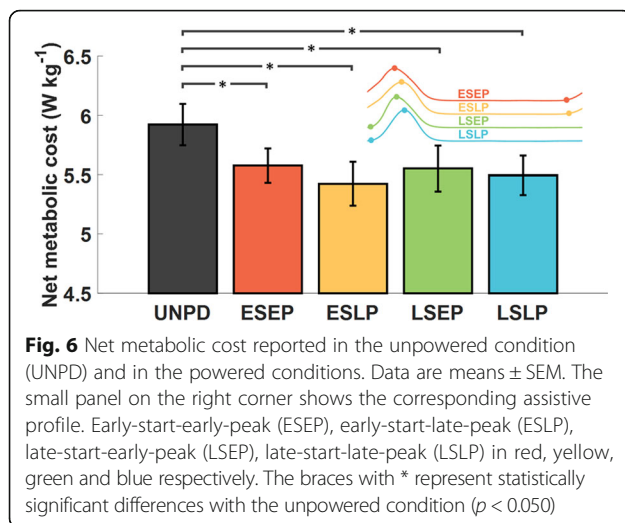 *
*
*
*
6.5
6
5.5
5
4.5
Net metabolic cost (W kg⁻¹)
ESEP
ESLP
LSEP
LSLP
UNPD ESEP ESLP LSEP LSLP
Fig. 6 Net metabolic cost reported in the unpowered condition
(UNPD) and in the powered conditions. Data are means ± SEM. The
small panel on the right corner shows the corresponding assistive
profile. Early-start-early-peak (ESEP), early-start-late-peak (ESLP),
late-start-early-peak (LSEP), late-start-late-peak (LSLP) in red, yellow,
green and blue respectively. The braces with * represent statistically
significant differences with the unpowered condition (p < 0.050)